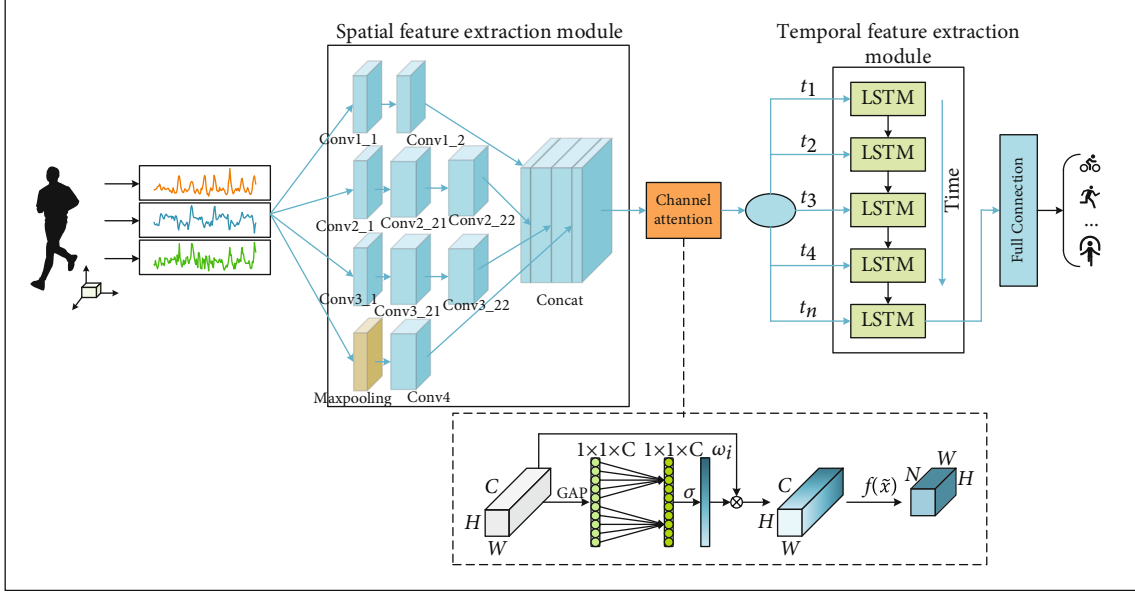 Spatial feature extraction module
Temporal feature extraction
module
Conv1_1
Conv1_2
Conv2_1
Conv2_21
Conv2_22
Conv3_1
Conv3_21
Conv3_22
Maxpooling
Conv4
Concat
Channel
attention
t1
t2
t3
t4
tn
LSTM
LSTM
LSTM
LSTM
LSTM
Time
Full Connection
...
1×1×C
1×1×C
ωi
C
H
W
GAP
σ
C
H
W
f(x̃)
N
W
H